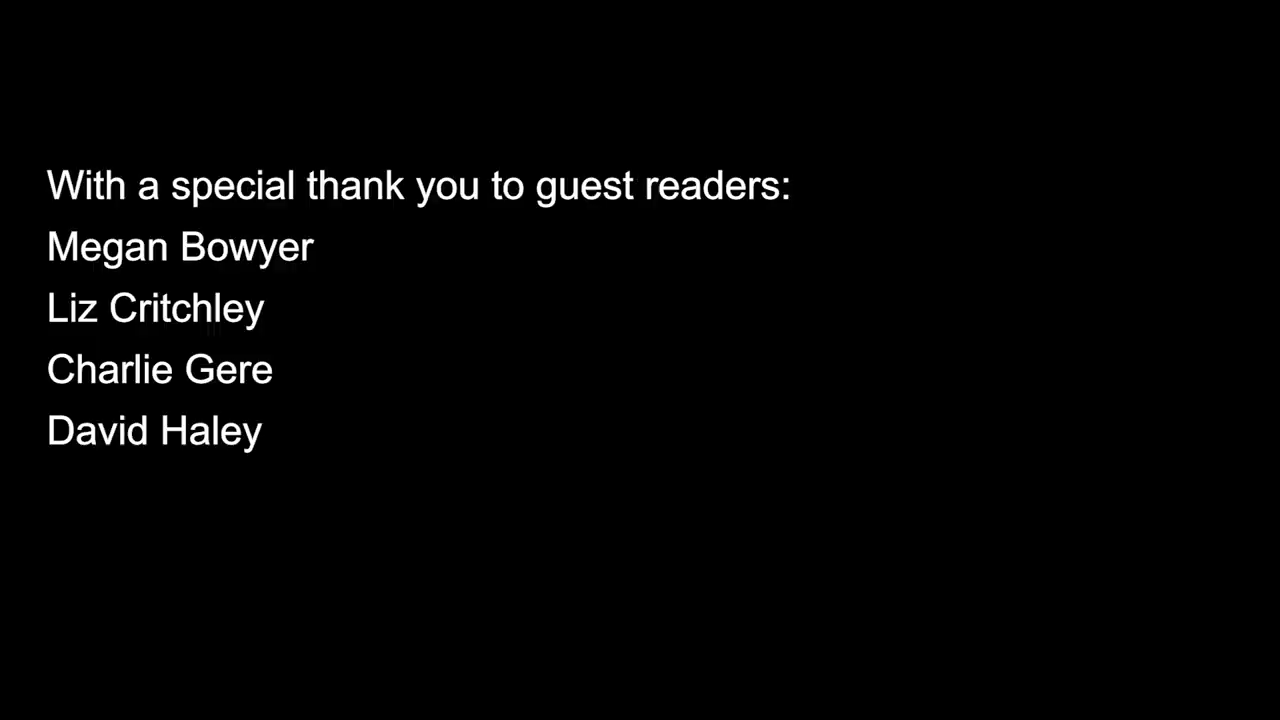 With a special thank you to guest readers:
Megan Bowyer
Liz Critchley
Charlie Gere
David Haley